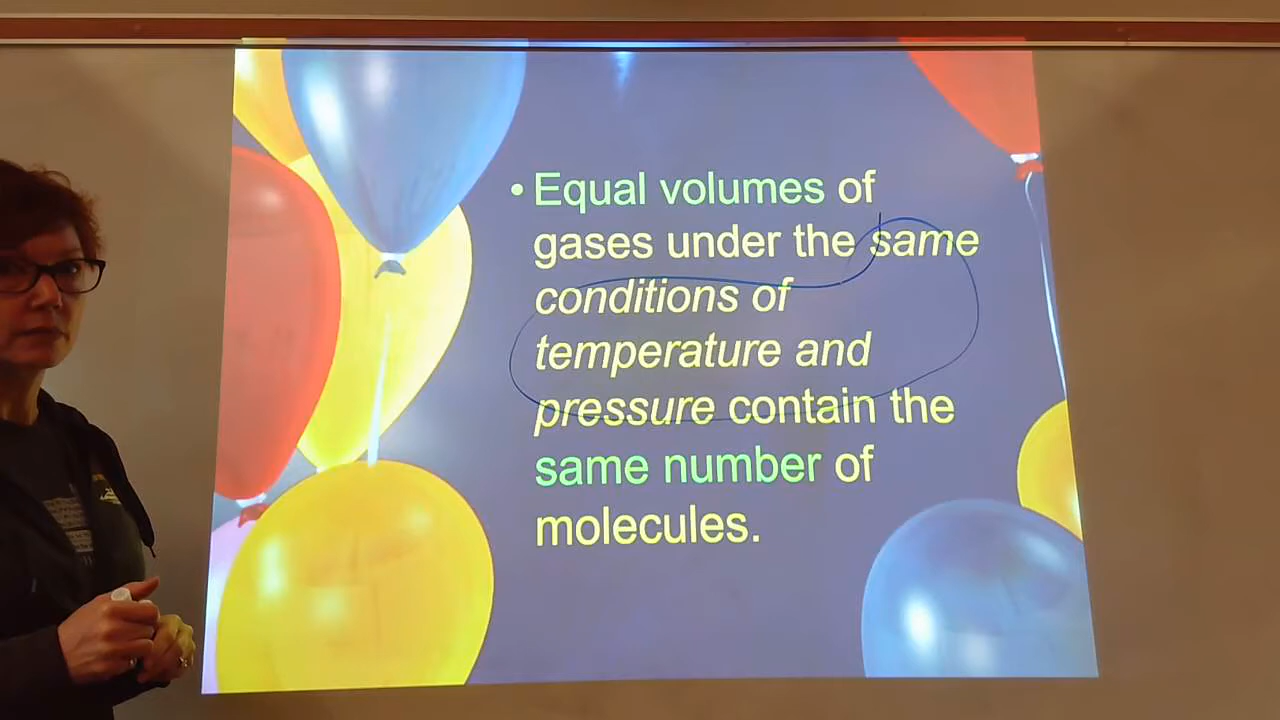 • Equal volumes of
gases under the same
conditions of
temperature and
pressure contain the
same number of
molecules.